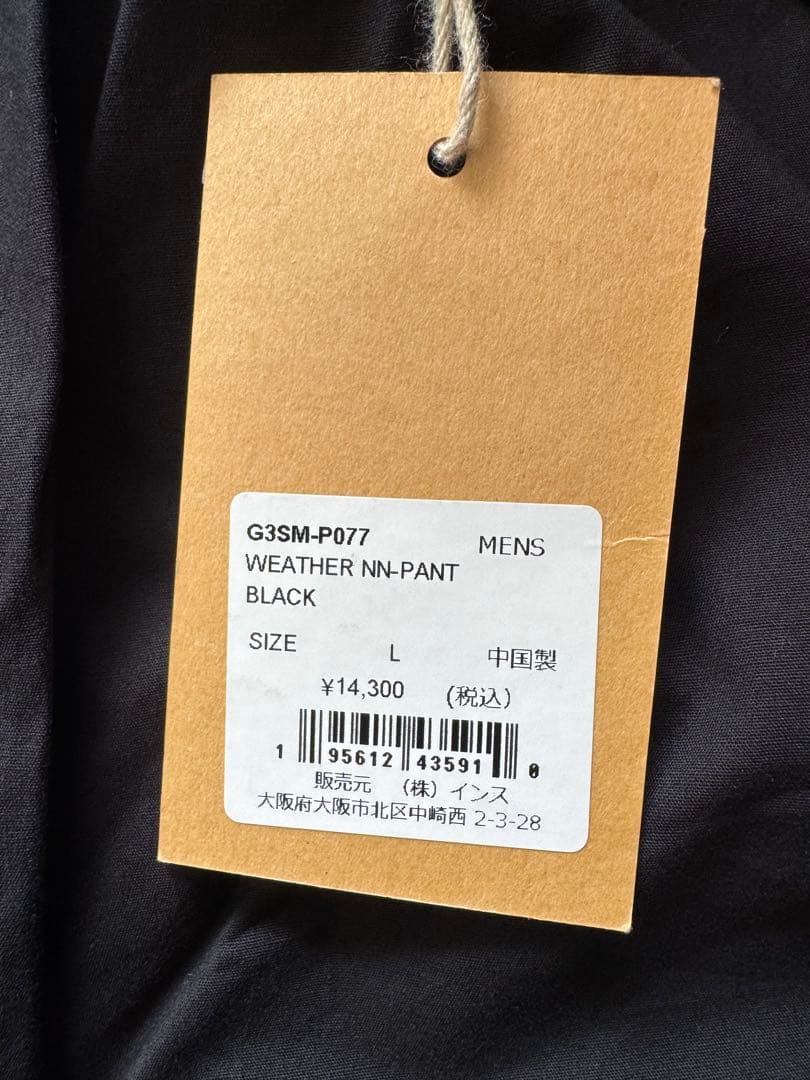 G3SM-P077 MENS
WEATHER NN-PANT
BLACK
SIZE L 中国製
¥14,300 (税込)
1 95612 43591 0
販売元 (株) インス
大阪府大阪市北区中崎西 2-3-28